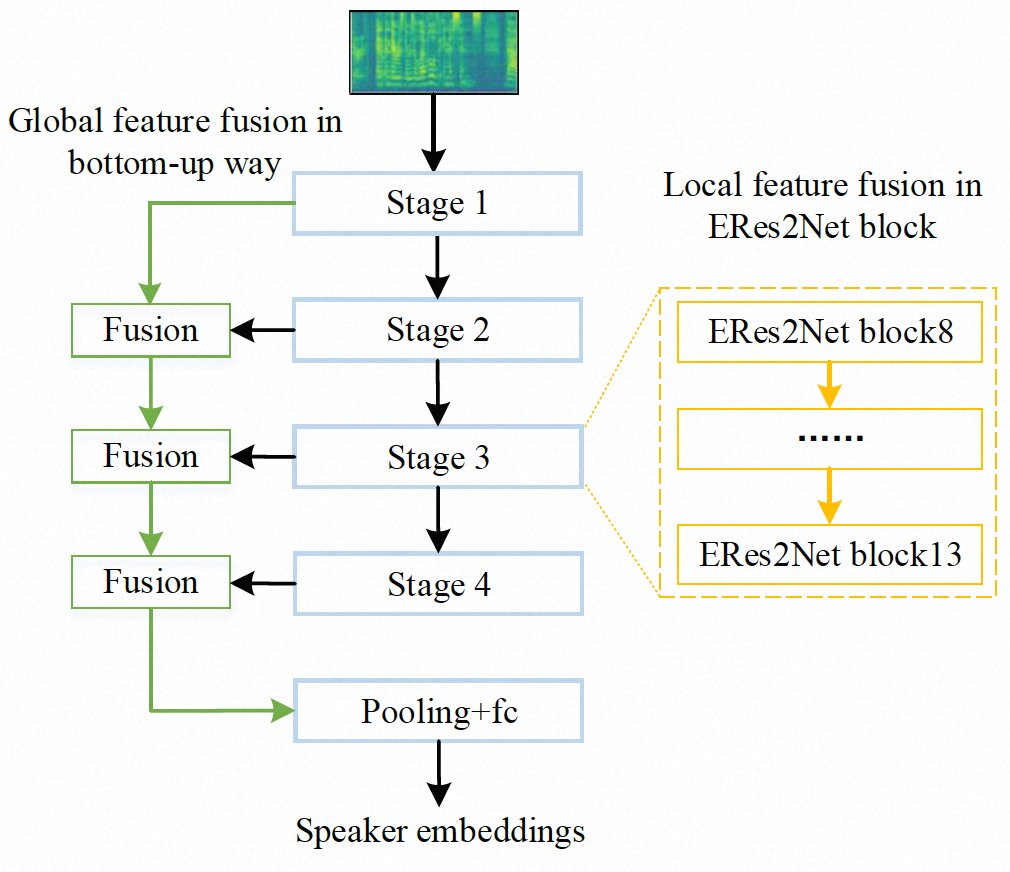 Global feature fusion in
bottom-up way
Stage 1
Local feature fusion in
ERes2Net block
Fusion
Stage 2
ERes2Net block8
Fusion
Stage 3
......
ERes2Net block13
Fusion
Stage 4
Pooling+fc
Speaker embeddings